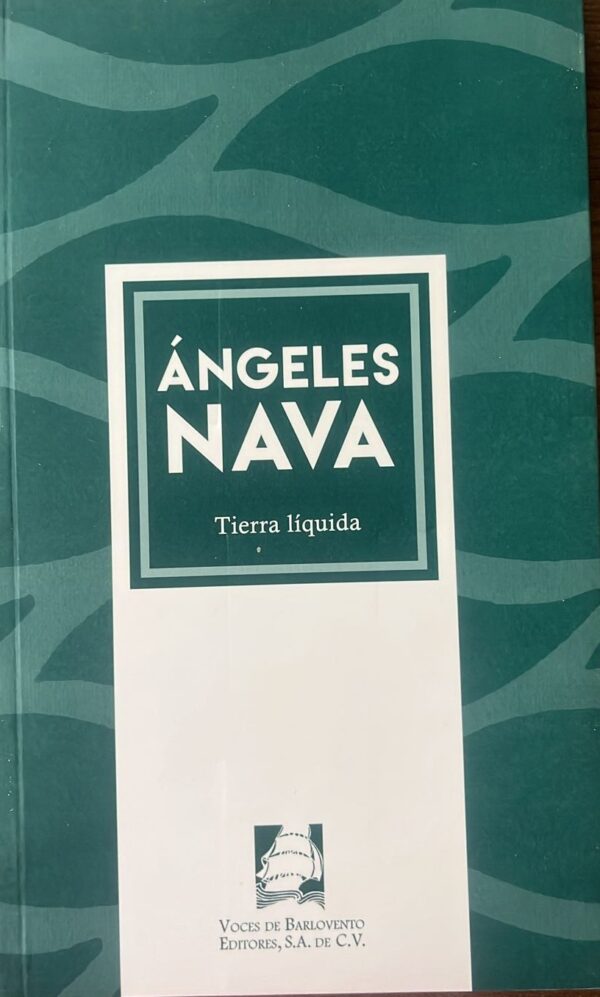 ÁNGELES
NAVA
Tierra líquida
VOCES DE BARLOVENTO
EDITORES, S.A. DE C.V.